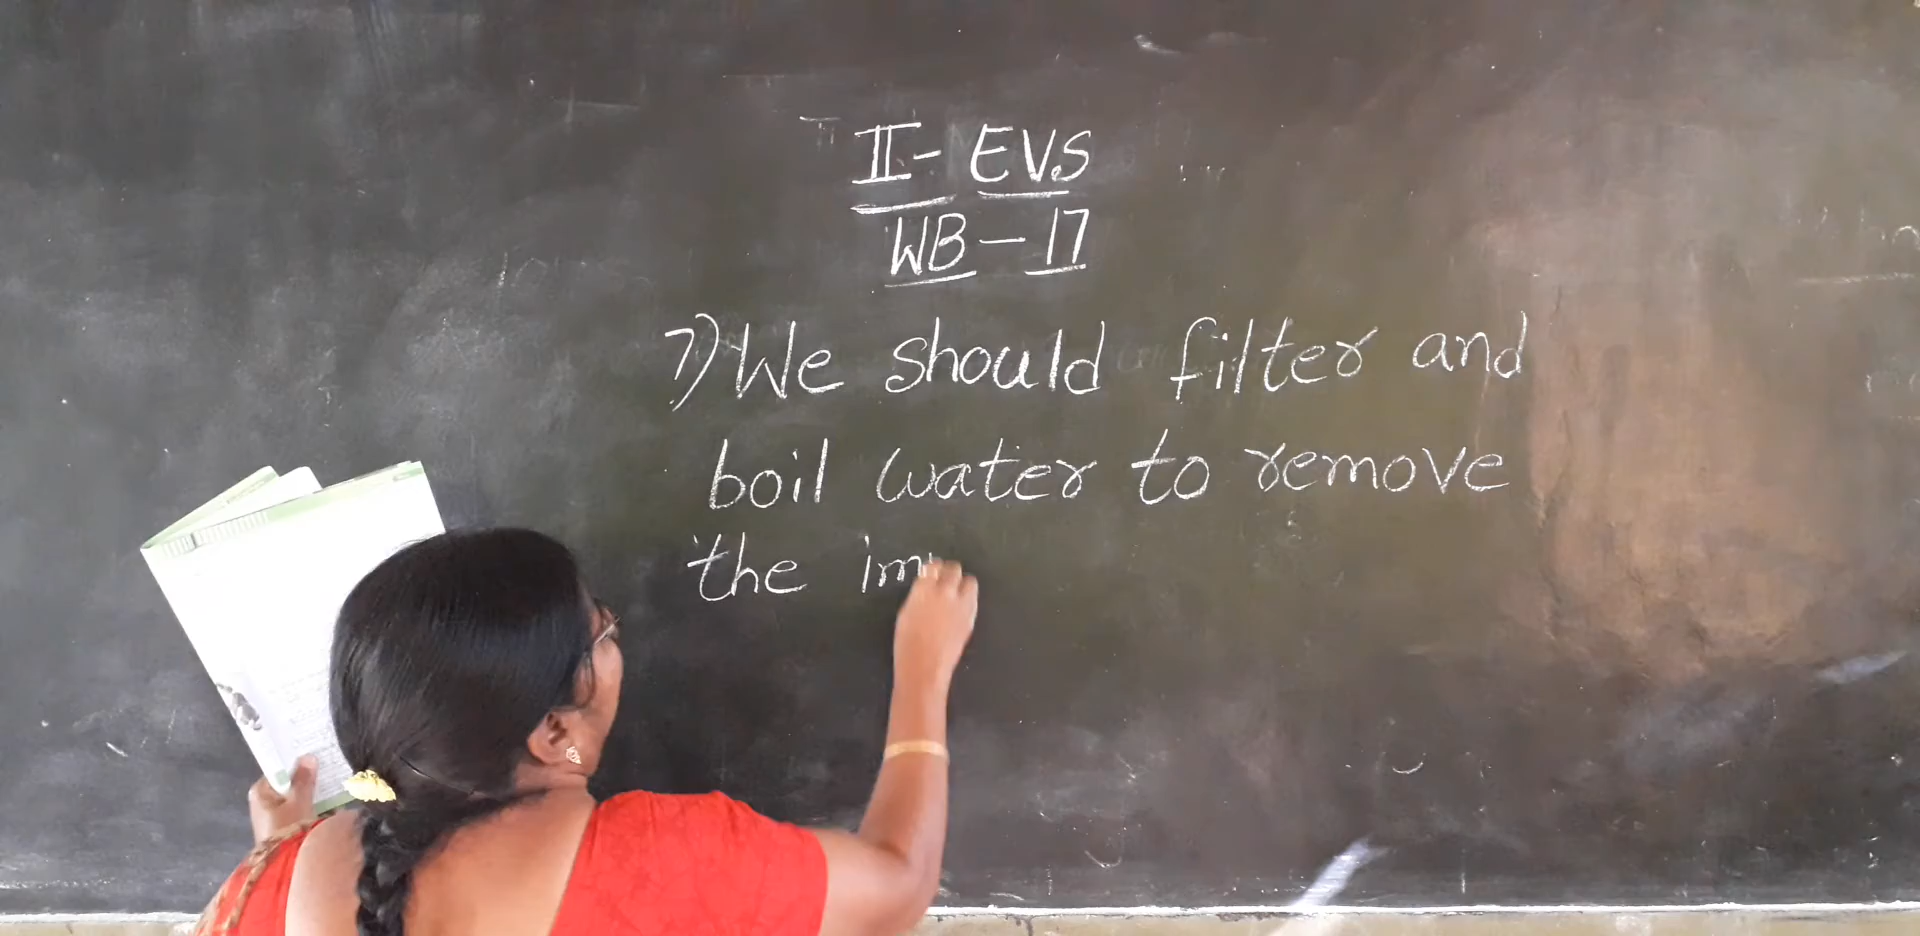 II- EVS
WB - 17
7) We should filter and
boil water to remove
the im